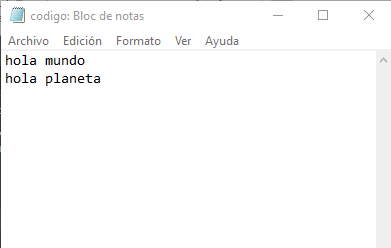 codigo: Bloc de notas
Archivo Edición Formato Ver Ayuda
hola mundo
hola planeta